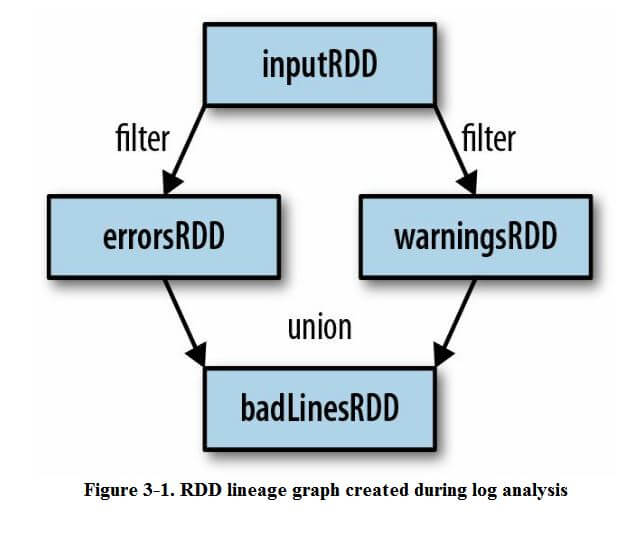 inputRDD
filter
filter
errorsRDD
warningsRDD
union
badLinesRDD
Figure 3-1. RDD lineage graph created during log analysis